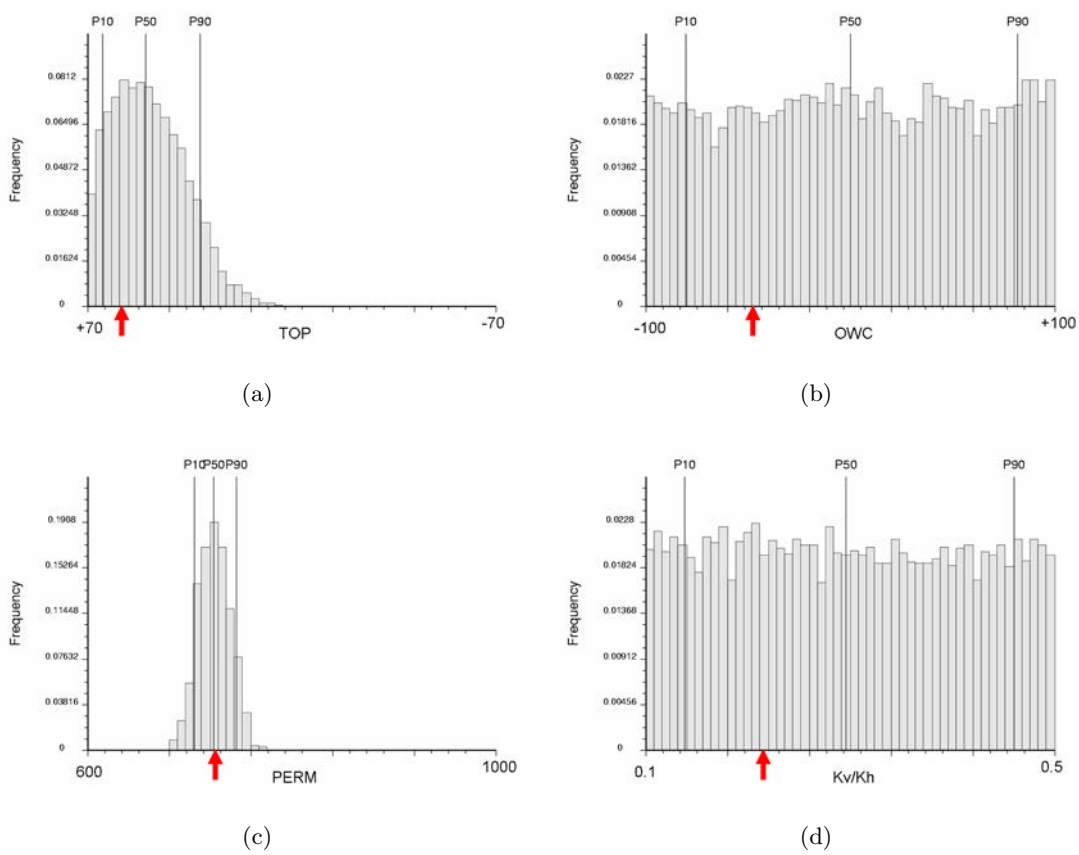 P10 P50 P90
0.0812
0.06496
0.04872
0.03248
0.01624
0
Frequency
+70 TOP -70
(a)
P10 P50 P90
0.0227
0.01816
0.01362
0.00908
0.00454
0
Frequency
-100 OWC +100
(b)
P10 P50 P90
0.1908
0.15264
0.11448
0.07632
0.03816
0
Frequency
600 PERM 1000
(c)
P10 P50 P90
0.0228
0.01824
0.01368
0.00912
0.00456
0
Frequency
0.1 Kv/Kh 0.5
(d)